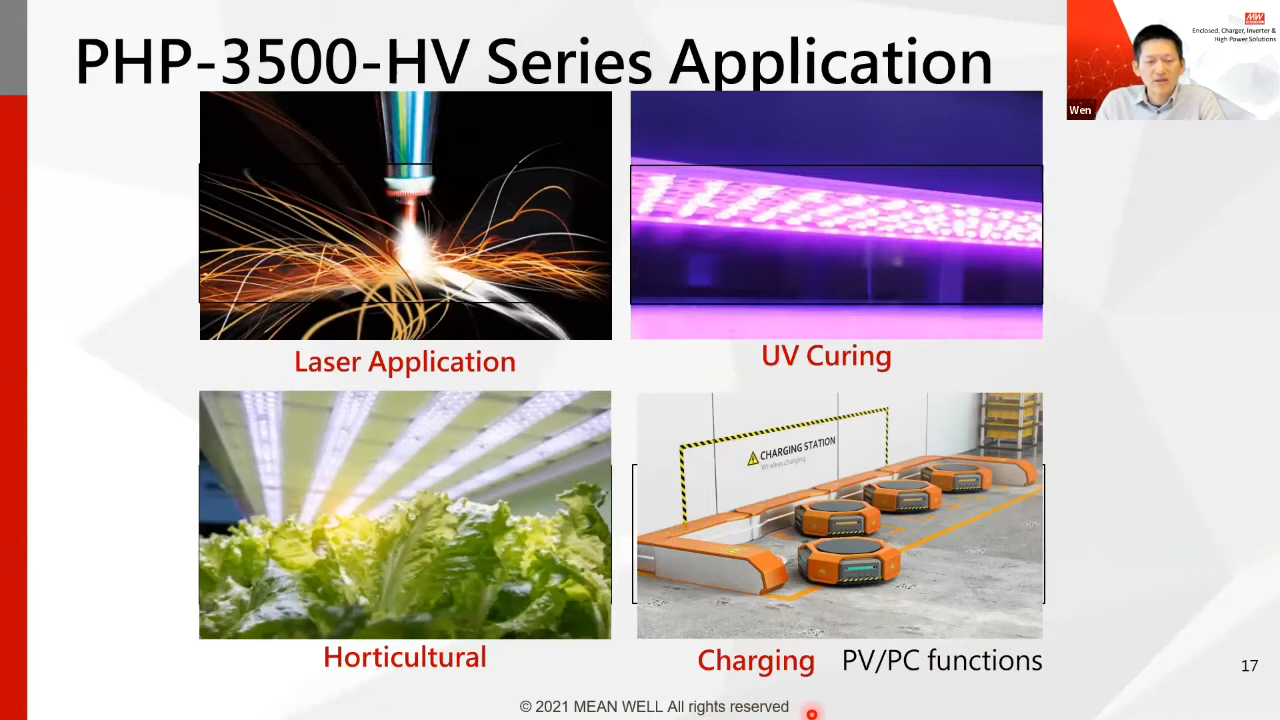 PHP-3500-HV Series Application
MW
Enclosed, Charger, Inverter &
High Power Solutions
Wen
Laser Application
UV Curing
CHARGING STATION
Wireless charging
Horticultural
Charging PV/PC functions
17
© 2021 MEAN WELL All rights reserved